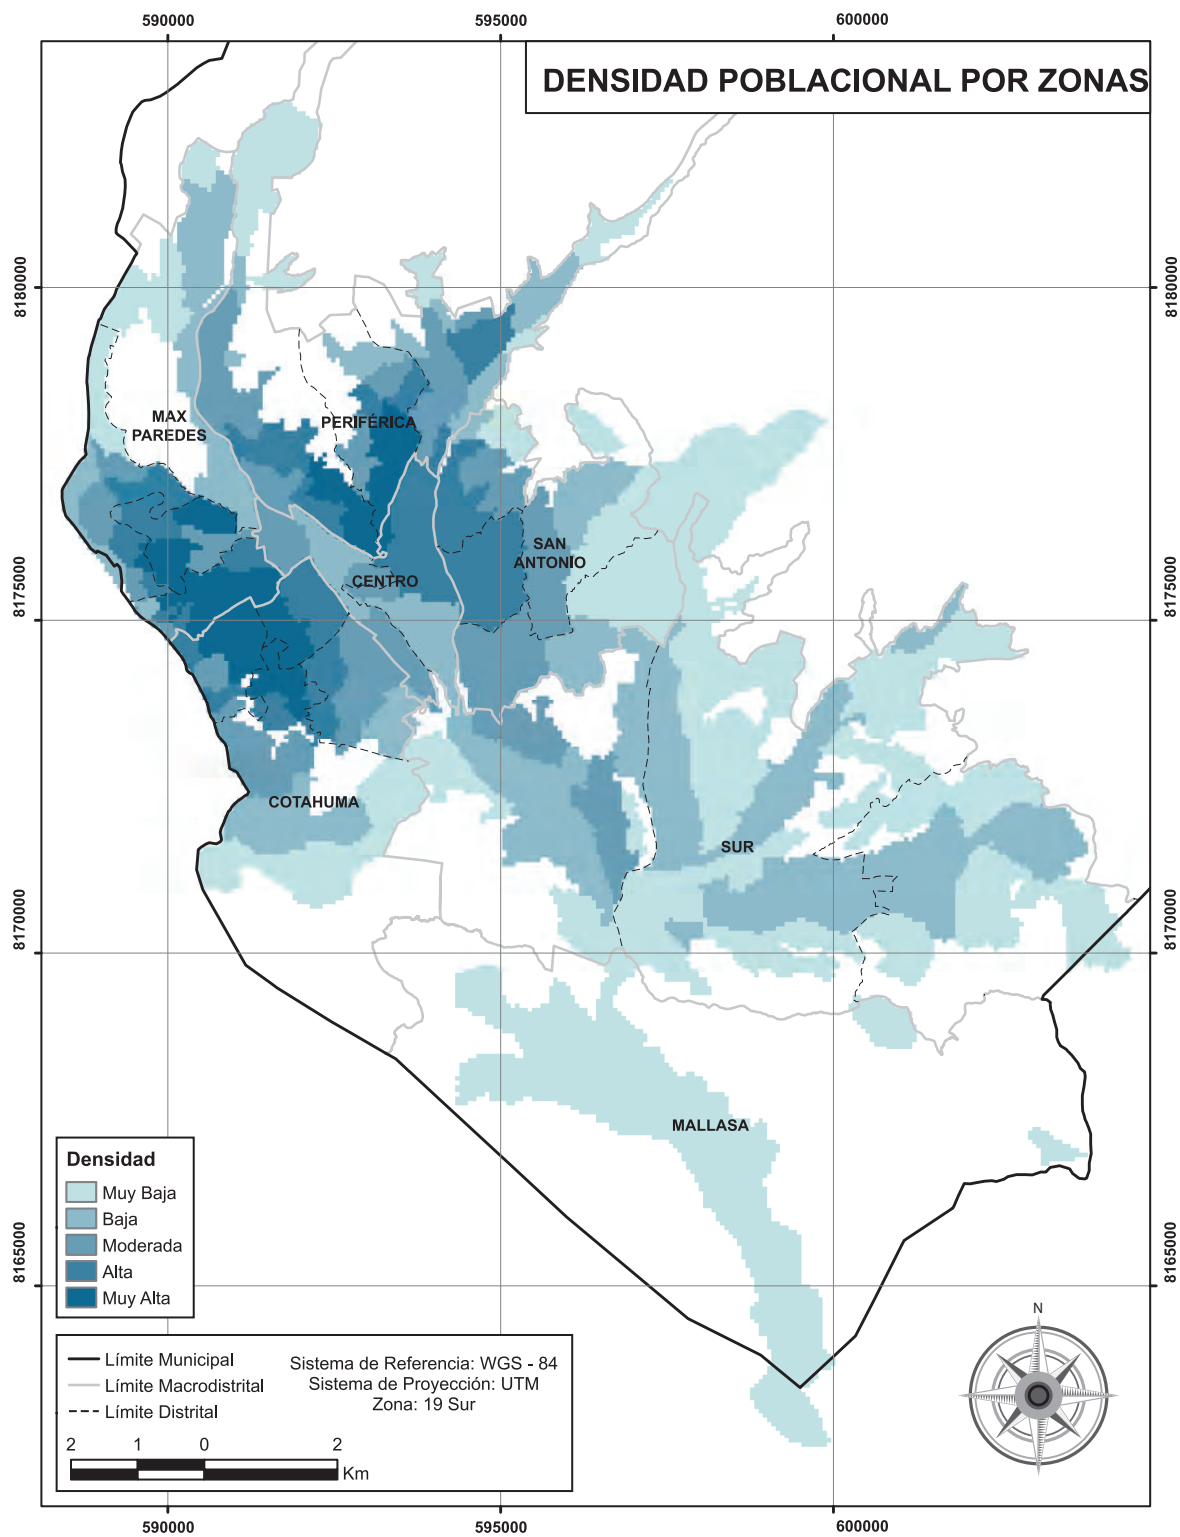 590000
595000
600000
DENSIDAD POBLACIONAL POR ZONAS
8180000
8180000
MAX
PAREDES
PERIFÉRICA
SAN
ANTONIO
CENTRO
8175000
8175000
COTAHUMA
SUR
8170000
8170000
MALLASA
Densidad
Muy Baja
Baja
Moderada
Alta
Muy Alta
8165000
8165000
N
Límite Municipal
Límite Macrodistrital
Límite Distrital
Sistema de Referencia: WGS - 84
Sistema de Proyección: UTM
Zona: 19 Sur
2 1 0 2
Km
590000
595000
600000